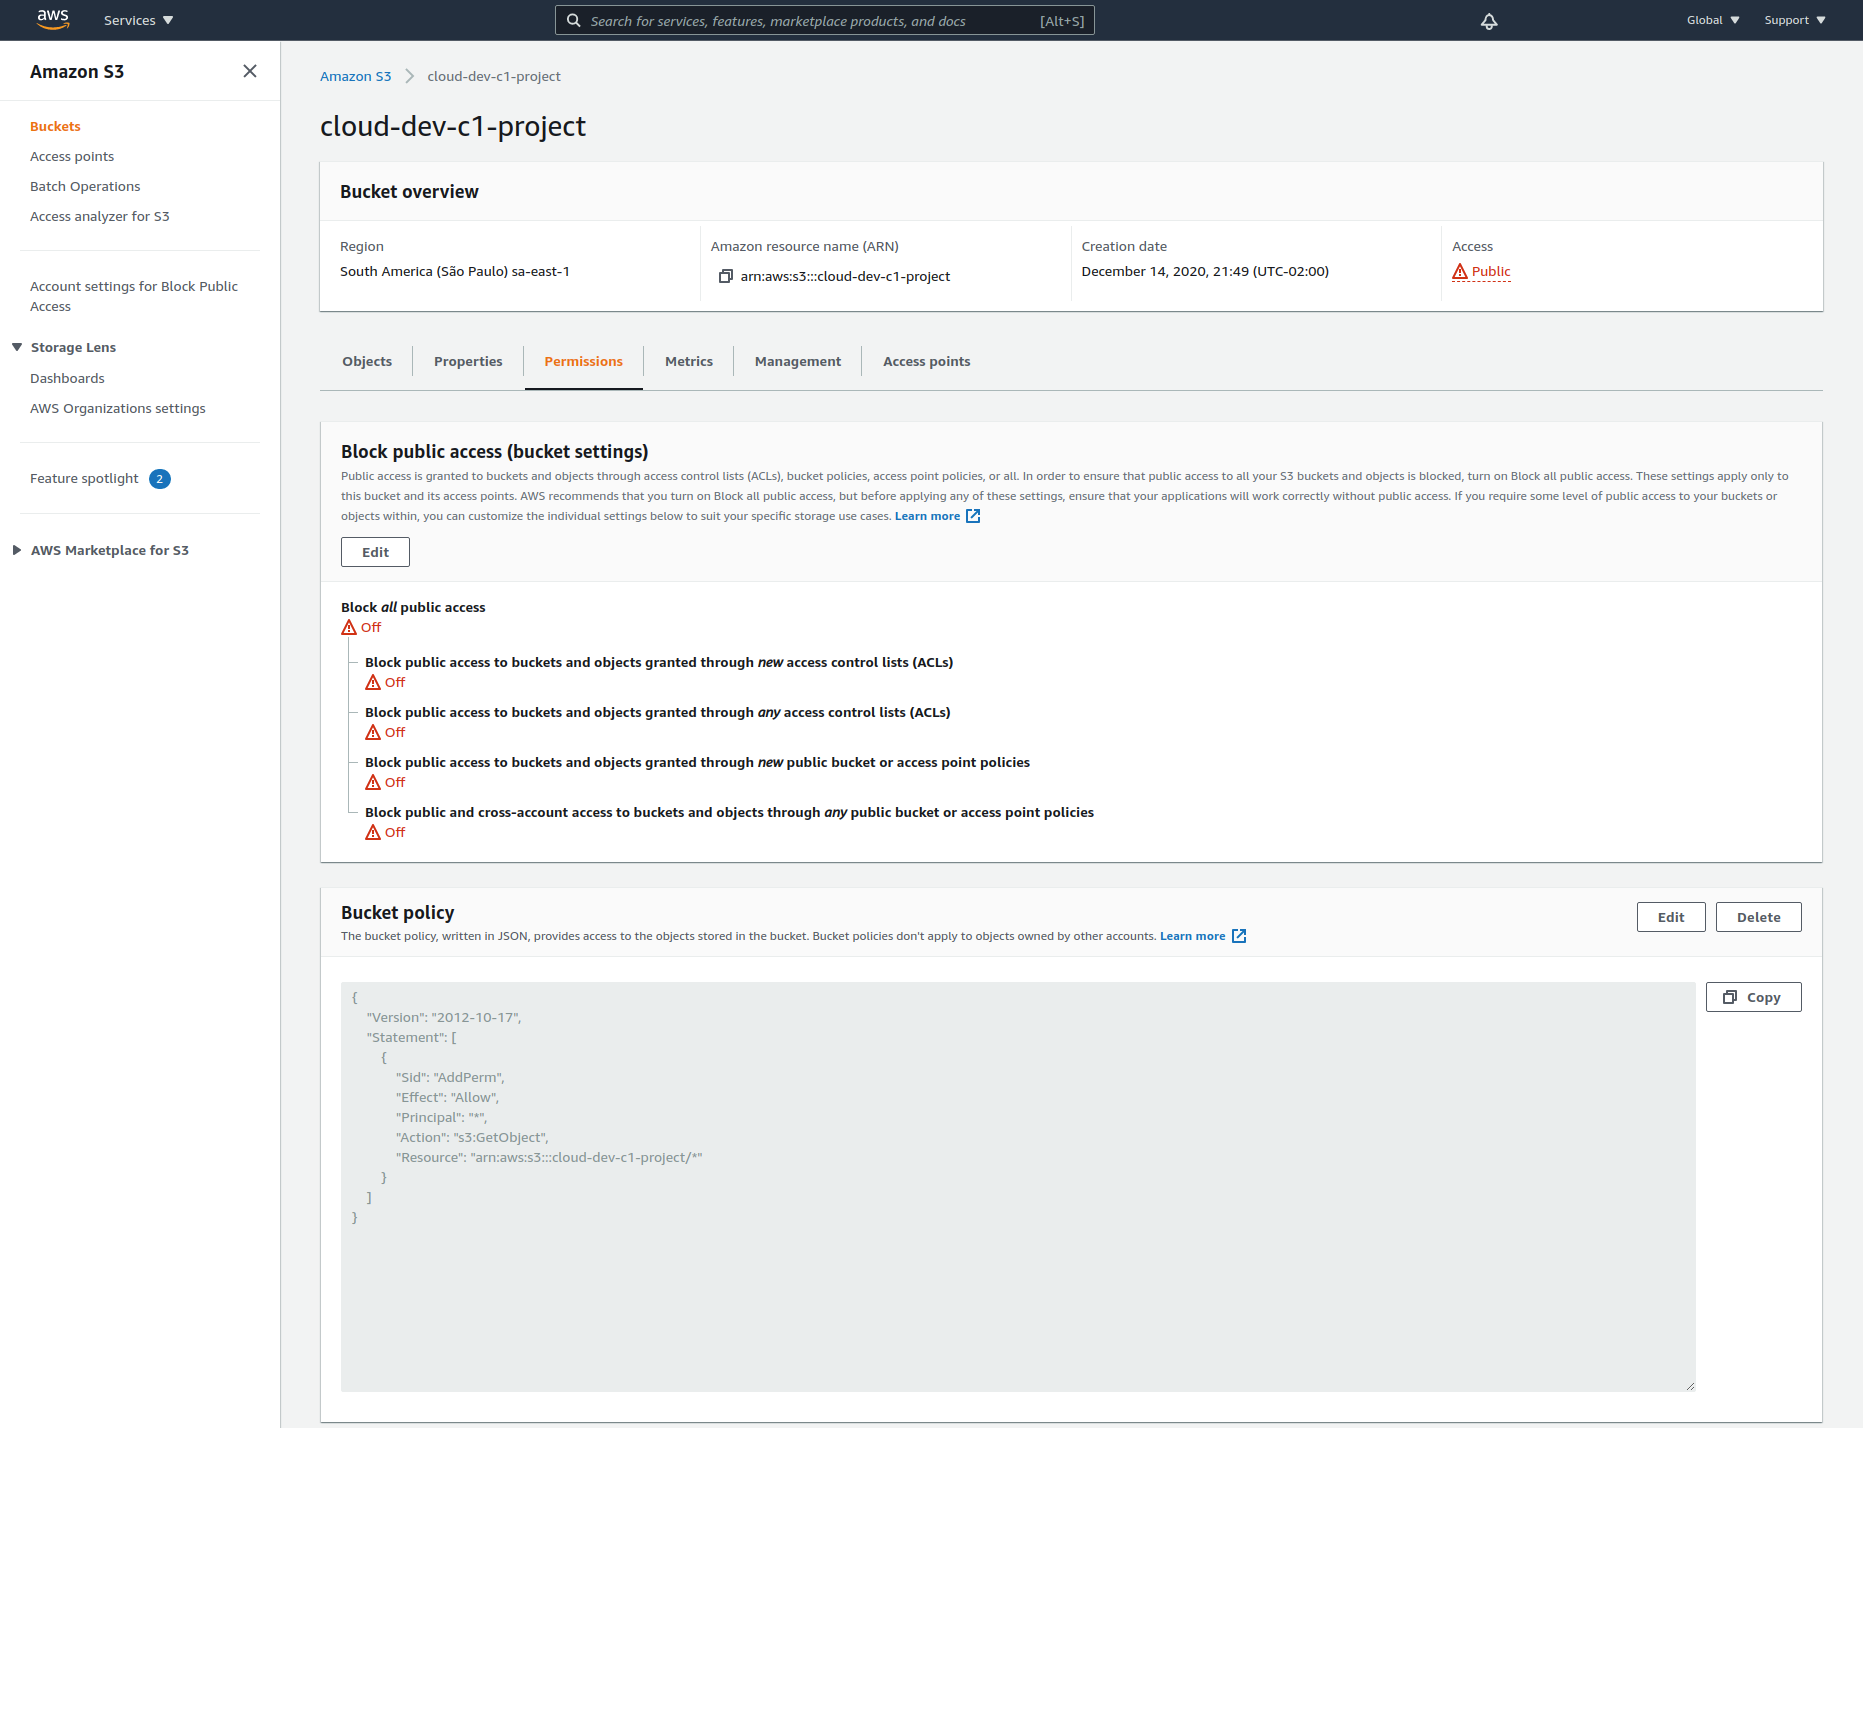 aws
Services
Search for services, features, marketplace products, and docs [Alt+S]
Global
Support
Amazon S3
Buckets
Access points
Batch Operations
Access analyzer for S3
Account settings for Block Public
Access
Storage Lens
Dashboards
AWS Organizations settings
Feature spotlight 2
AWS Marketplace for S3
Amazon S3 > cloud-dev-c1-project
cloud-dev-c1-project
Bucket overview
Region
South America (São Paulo) sa-east-1
Amazon resource name (ARN)
arn:aws:s3:::cloud-dev-c1-project
Creation date
December 14, 2020, 21:49 (UTC-02:00)
Access
Public
Objects
Properties
Permissions
Metrics
Management
Access points
Block public access (bucket settings)
Public access is granted to buckets and objects through access control lists (ACLs), bucket policies, access point policies, or all. In order to ensure that public access to all your S3 buckets and objects is blocked, turn on Block all public access. These settings apply only to
this bucket and its access points. AWS recommends that you turn on Block all public access, but before applying any of these settings, ensure that your applications will work correctly without public access. If you require some level of public access to your buckets or
objects within, you can customize the individual settings below to suit your specific storage use cases. Learn more
Edit
Block all public access
Off
Block public access to buckets and objects granted through new access control lists (ACLs)
Off
Block public access to buckets and objects granted through any access control lists (ACLs)
Off
Block public access to buckets and objects granted through new public bucket or access point policies
Off
Block public and cross-account access to buckets and objects through any public bucket or access point policies
Off
Bucket policy
The bucket policy, written in JSON, provides access to the objects stored in the bucket. Bucket policies don't apply to objects owned by other accounts. Learn more
Edit
Delete
Copy
{
"Version": "2012-10-17",
"Statement": [
{
"Sid": "AddPerm",
"Effect": "Allow",
"Principal": "*",
"Action": "s3:GetObject",
"Resource": "arn:aws:s3:::cloud-dev-c1-project/*"
}
]
}